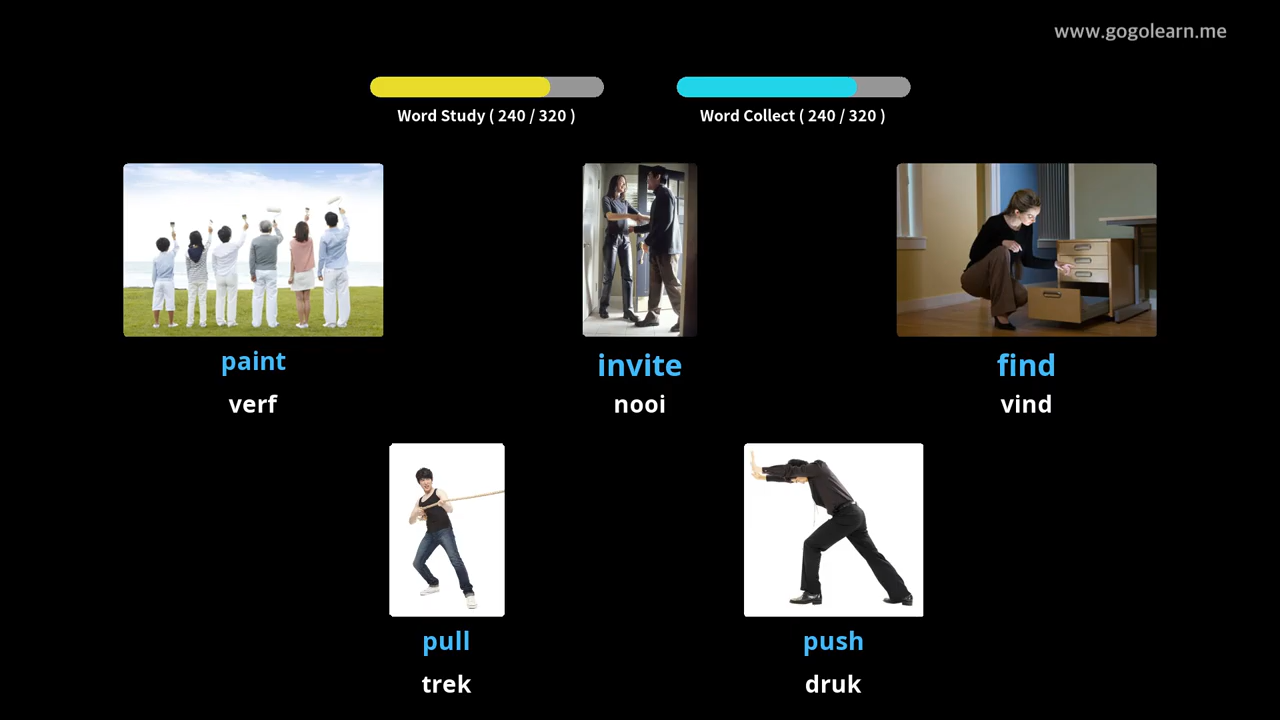 www.gogolearn.me
Word Study ( 240 / 320 )
Word Collect ( 240 / 320 )
paint
verf
invite
nooi
find
vind
pull
trek
push
druk